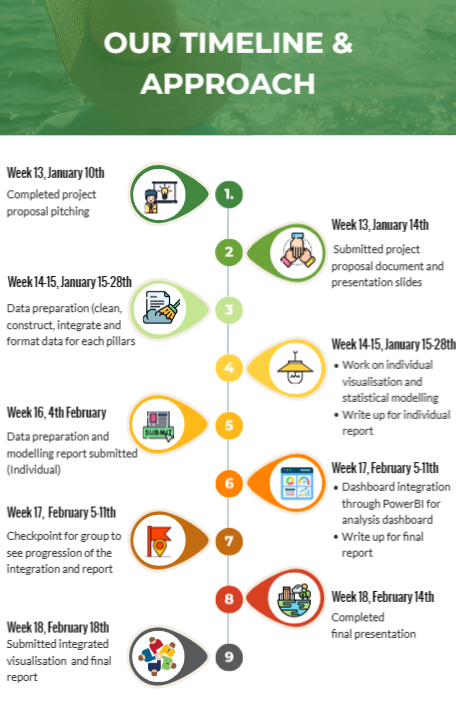 OUR TIMELINE &
APPROACH
Week 13, January 10th
Completed project
proposal pitching
1.
Week 13, January 14th
Submitted project
proposal document and
presentation slides
2
Week 14-15, January 15-28th
Data preparation (clean,
construct, integrate and
format data for each pillars
3
Week 14-15, January 15-28th
• Work on individual
visualisation and
statistical modelling
• Write up for individual
report
4
Week 16, 4th February
Data preparation and
modelling report submitted
(Individual)
SUBMIT
5
Week 17, February 5-11th
• Dashboard integration
through PowerBI for
analysis dashboard
• Write up for final
report
6
Week 17, February 5-11th
Checkpoint for group to
see progression of the
integration and report
7
Week 18, February 14th
Completed
final presentation
8
Week 18, February 18th
Submitted integrated
visualisation and final
report
9